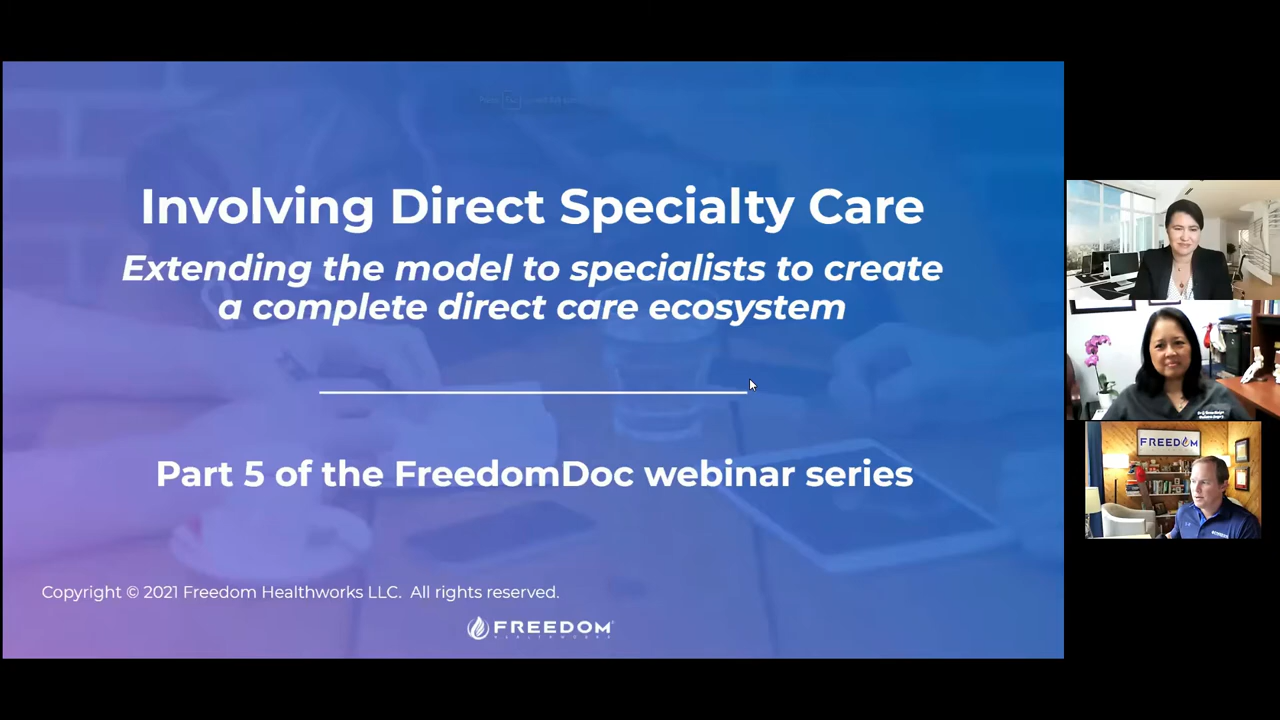 Involving Direct Specialty Care
Extending the model to specialists to create
a complete direct care ecosystem
Part 5 of the FreedomDoc webinar series
Copyright © 2021 Freedom Healthworks LLC. All rights reserved.
FREEDOM
HEALTHWORKS
FREEDOM